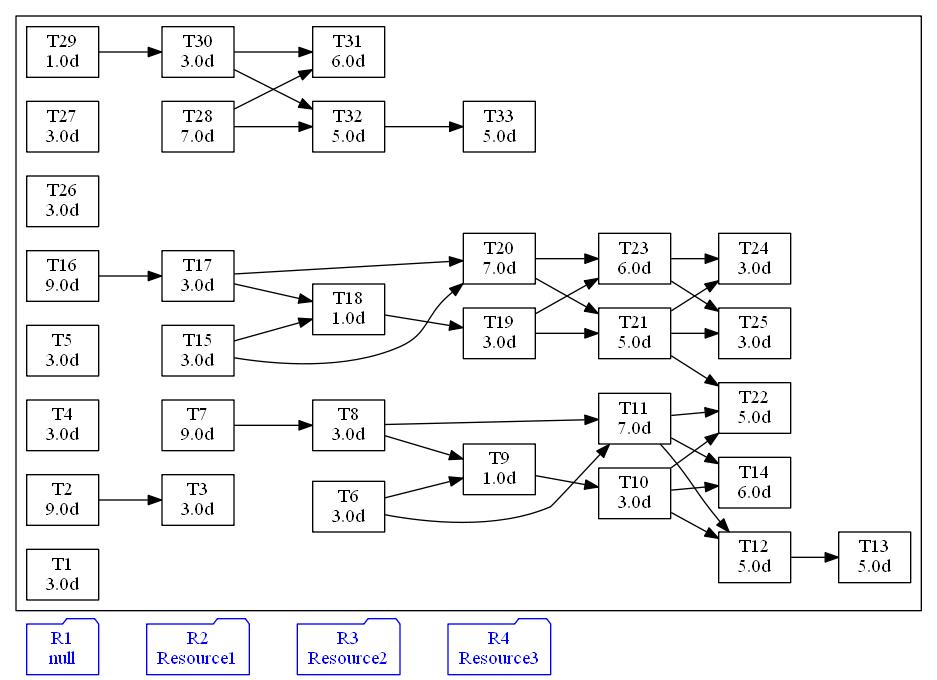 T29
1.0d
T30
3.0d
T31
6.0d
T27
3.0d
T28
7.0d
T32
5.0d
T33
5.0d
T26
3.0d
T16
9.0d
T17
3.0d
T20
7.0d
T23
6.0d
T24
3.0d
T18
1.0d
T5
3.0d
T15
3.0d
T19
3.0d
T21
5.0d
T25
3.0d
T4
3.0d
T7
9.0d
T8
3.0d
T11
7.0d
T22
5.0d
T2
9.0d
T3
3.0d
T6
3.0d
T9
1.0d
T10
3.0d
T14
6.0d
T1
3.0d
T12
5.0d
T13
5.0d
R1
null
R2
Resource1
R3
Resource2
R4
Resource3